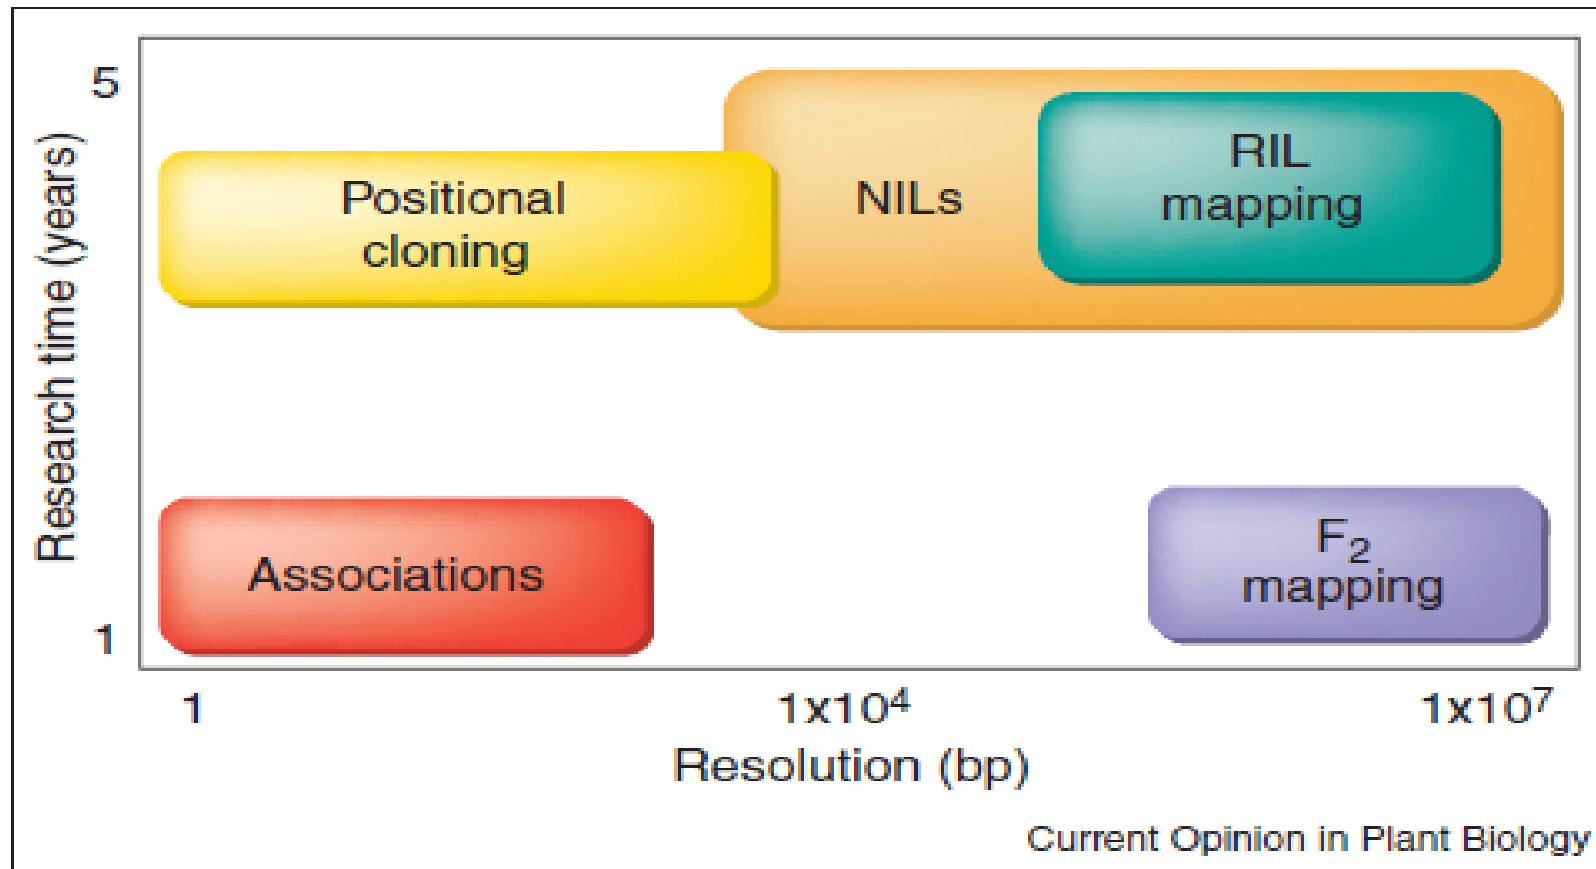 5
Research time (years)
1
Positional
cloning
NILs
RIL
mapping
Associations
F₂
mapping
1 1x10⁴ 1x10⁷
Resolution (bp)
Current Opinion in Plant Biology